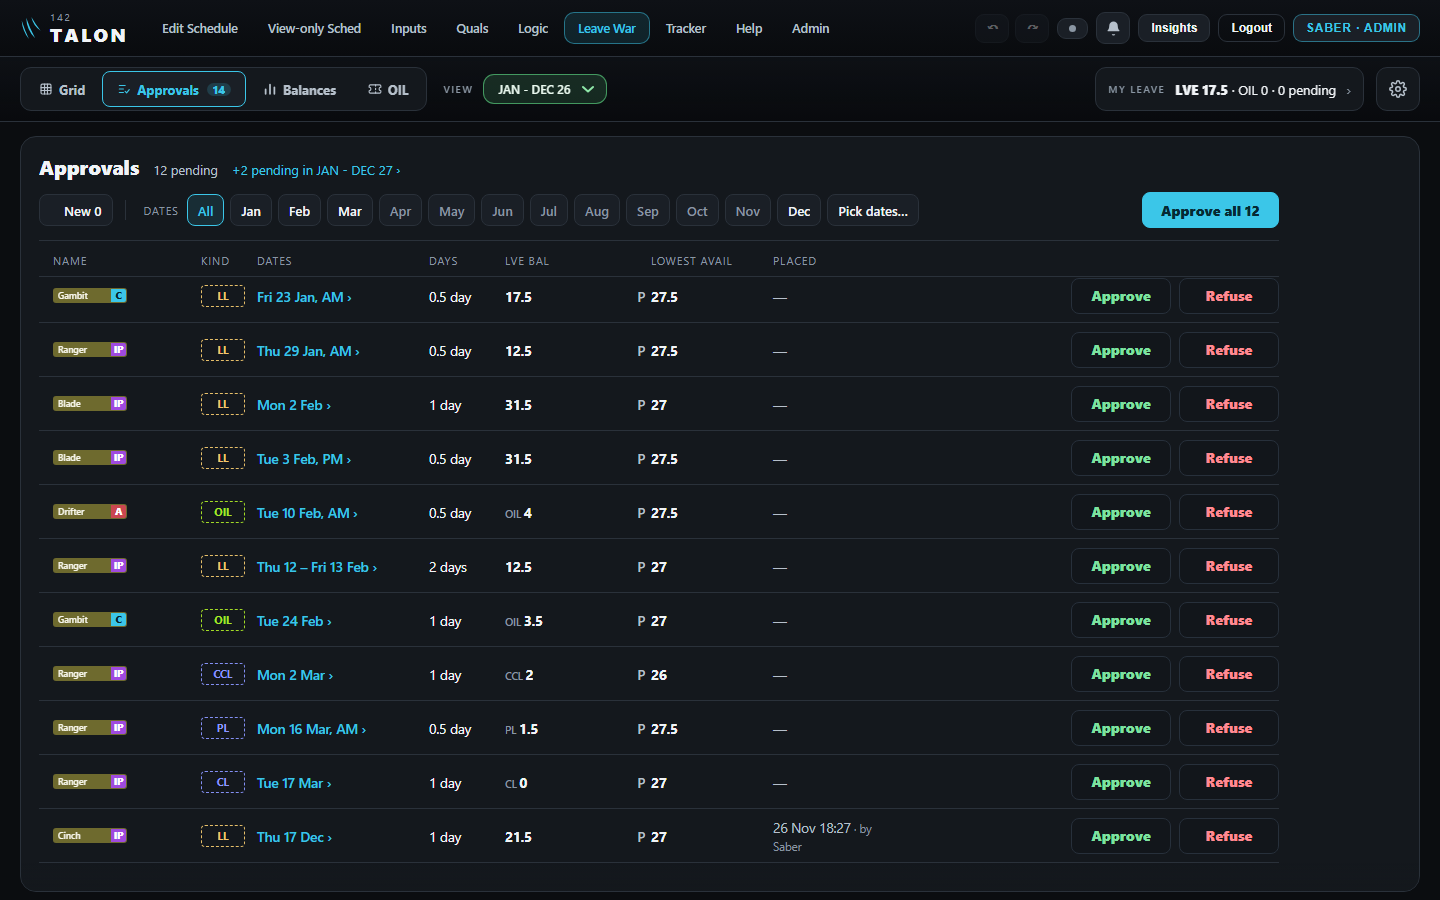 142
TALON
Edit Schedule
View-only Sched
Inputs
Quals
Logic
Leave War
Tracker
Help
Admin
Insights
Logout
SABER · ADMIN
Grid
Approvals 14
Balances
OIL
VIEW
JAN - DEC 26
MY LEAVE LVE 17.5 · OIL 0 · 0 pending ›
Approvals 12 pending +2 pending in JAN - DEC 27 ›
New 0 DATES All Jan Feb Mar Apr May Jun Jul Aug Sep Oct Nov Dec Pick dates... Approve all 12
NAME KIND DATES DAYS LVE BAL LOWEST AVAIL PLACED
Gambit C LL Fri 23 Jan, AM › 0.5 day 17.5 P 27.5 — Approve Refuse
Ranger IP LL Thu 29 Jan, AM › 0.5 day 12.5 P 27.5 — Approve Refuse
Blade IP LL Mon 2 Feb › 1 day 31.5 P 27 — Approve Refuse
Blade IP LL Tue 3 Feb, PM › 0.5 day 31.5 P 27.5 — Approve Refuse
Drifter A OIL Tue 10 Feb, AM › 0.5 day OIL 4 P 27.5 — Approve Refuse
Ranger IP LL Thu 12 – Fri 13 Feb › 2 days 12.5 P 27 — Approve Refuse
Gambit C OIL Tue 24 Feb › 1 day OIL 3.5 P 27 — Approve Refuse
Ranger IP CCL Mon 2 Mar › 1 day CCL 2 P 26 — Approve Refuse
Ranger IP PL Mon 16 Mar, AM › 0.5 day PL 1.5 P 27.5 — Approve Refuse
Ranger IP CL Tue 17 Mar › 1 day CL 0 P 27 — Approve Refuse
Cinch IP LL Thu 17 Dec › 1 day 21.5 P 27 26 Nov 18:27 · by Approve Refuse
Saber